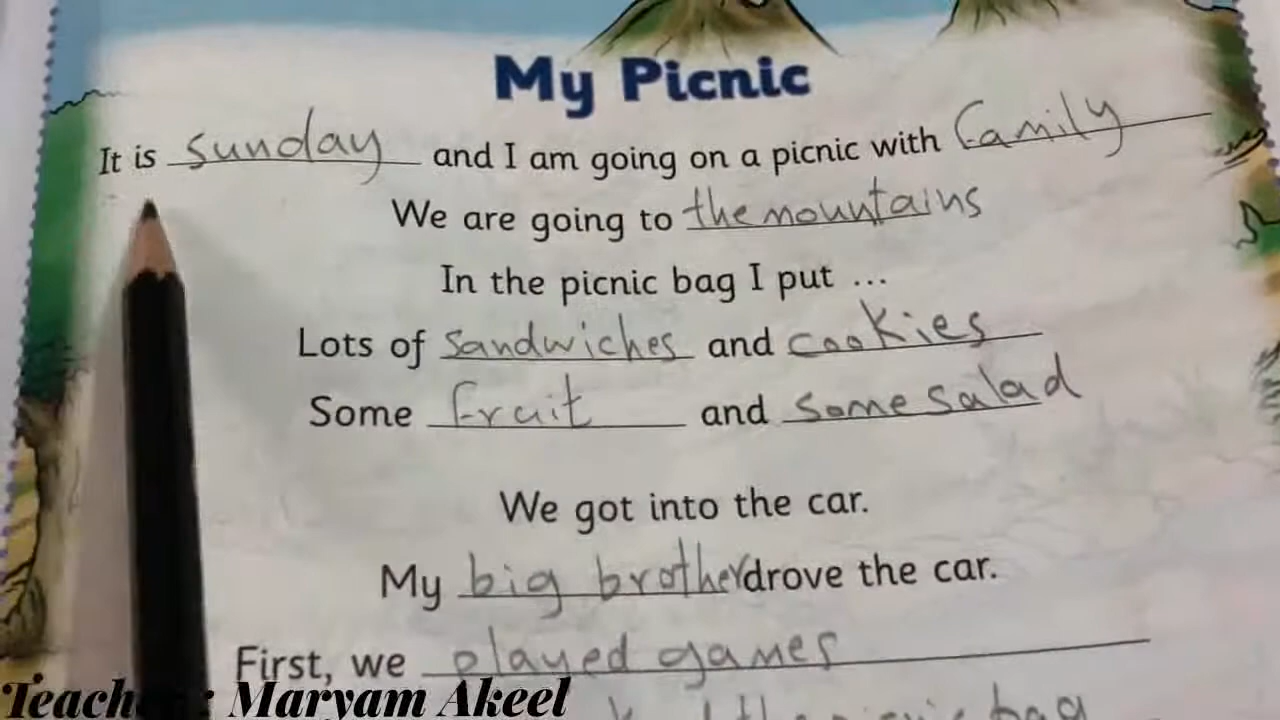 My Picnic
It is sunday and I am going on a picnic with family
We are going to the mountains
In the picnic bag I put ...
Lots of sandwiches and cookies
Some fruit and some salad
We got into the car.
My big brother drove the car.
First, we played games
bag
Teacher: Maryam Akeel